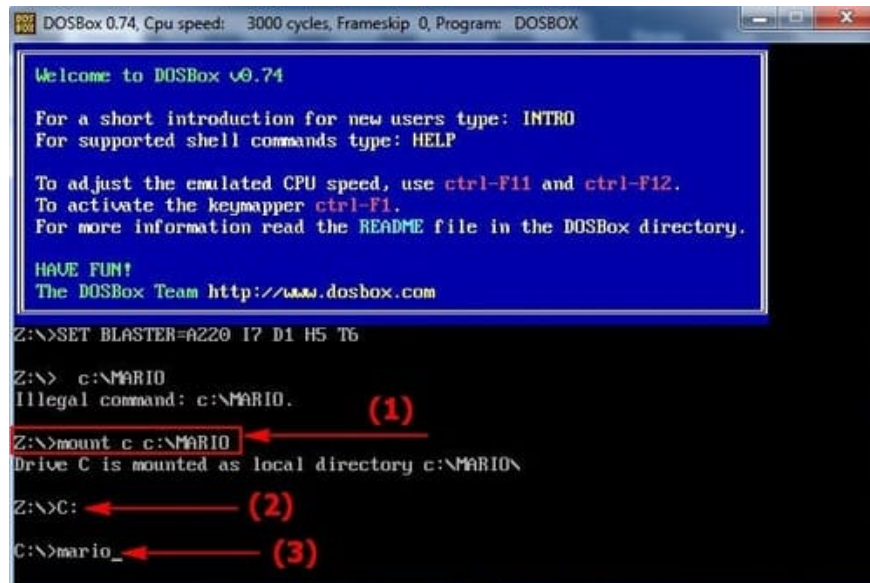 DOSBox 0.74, Cpu speed: 3000 cycles, Frameskip 0, Program: DOSBOX
Welcome to DOSBox v0.74
For a short introduction for new users type: INTRO
For supported shell commands type: HELP
To adjust the emulated CPU speed, use ctrl-F11 and ctrl-F12.
To activate the keymapper ctrl-F1.
For more information read the README file in the DOSBox directory.
HAVE FUN!
The DOSBox Team http://www.dosbox.com
Z:\>SET BLASTER=A220 I7 D1 H5 T6
Z:\>  c:\MARIO
Illegal command: c:\MARIO.
(1)
Z:\>mount c c:\MARIO
Drive C is mounted as local directory c:\MARIO\
Z:\>C: (2)
C:\>mario_ (3)